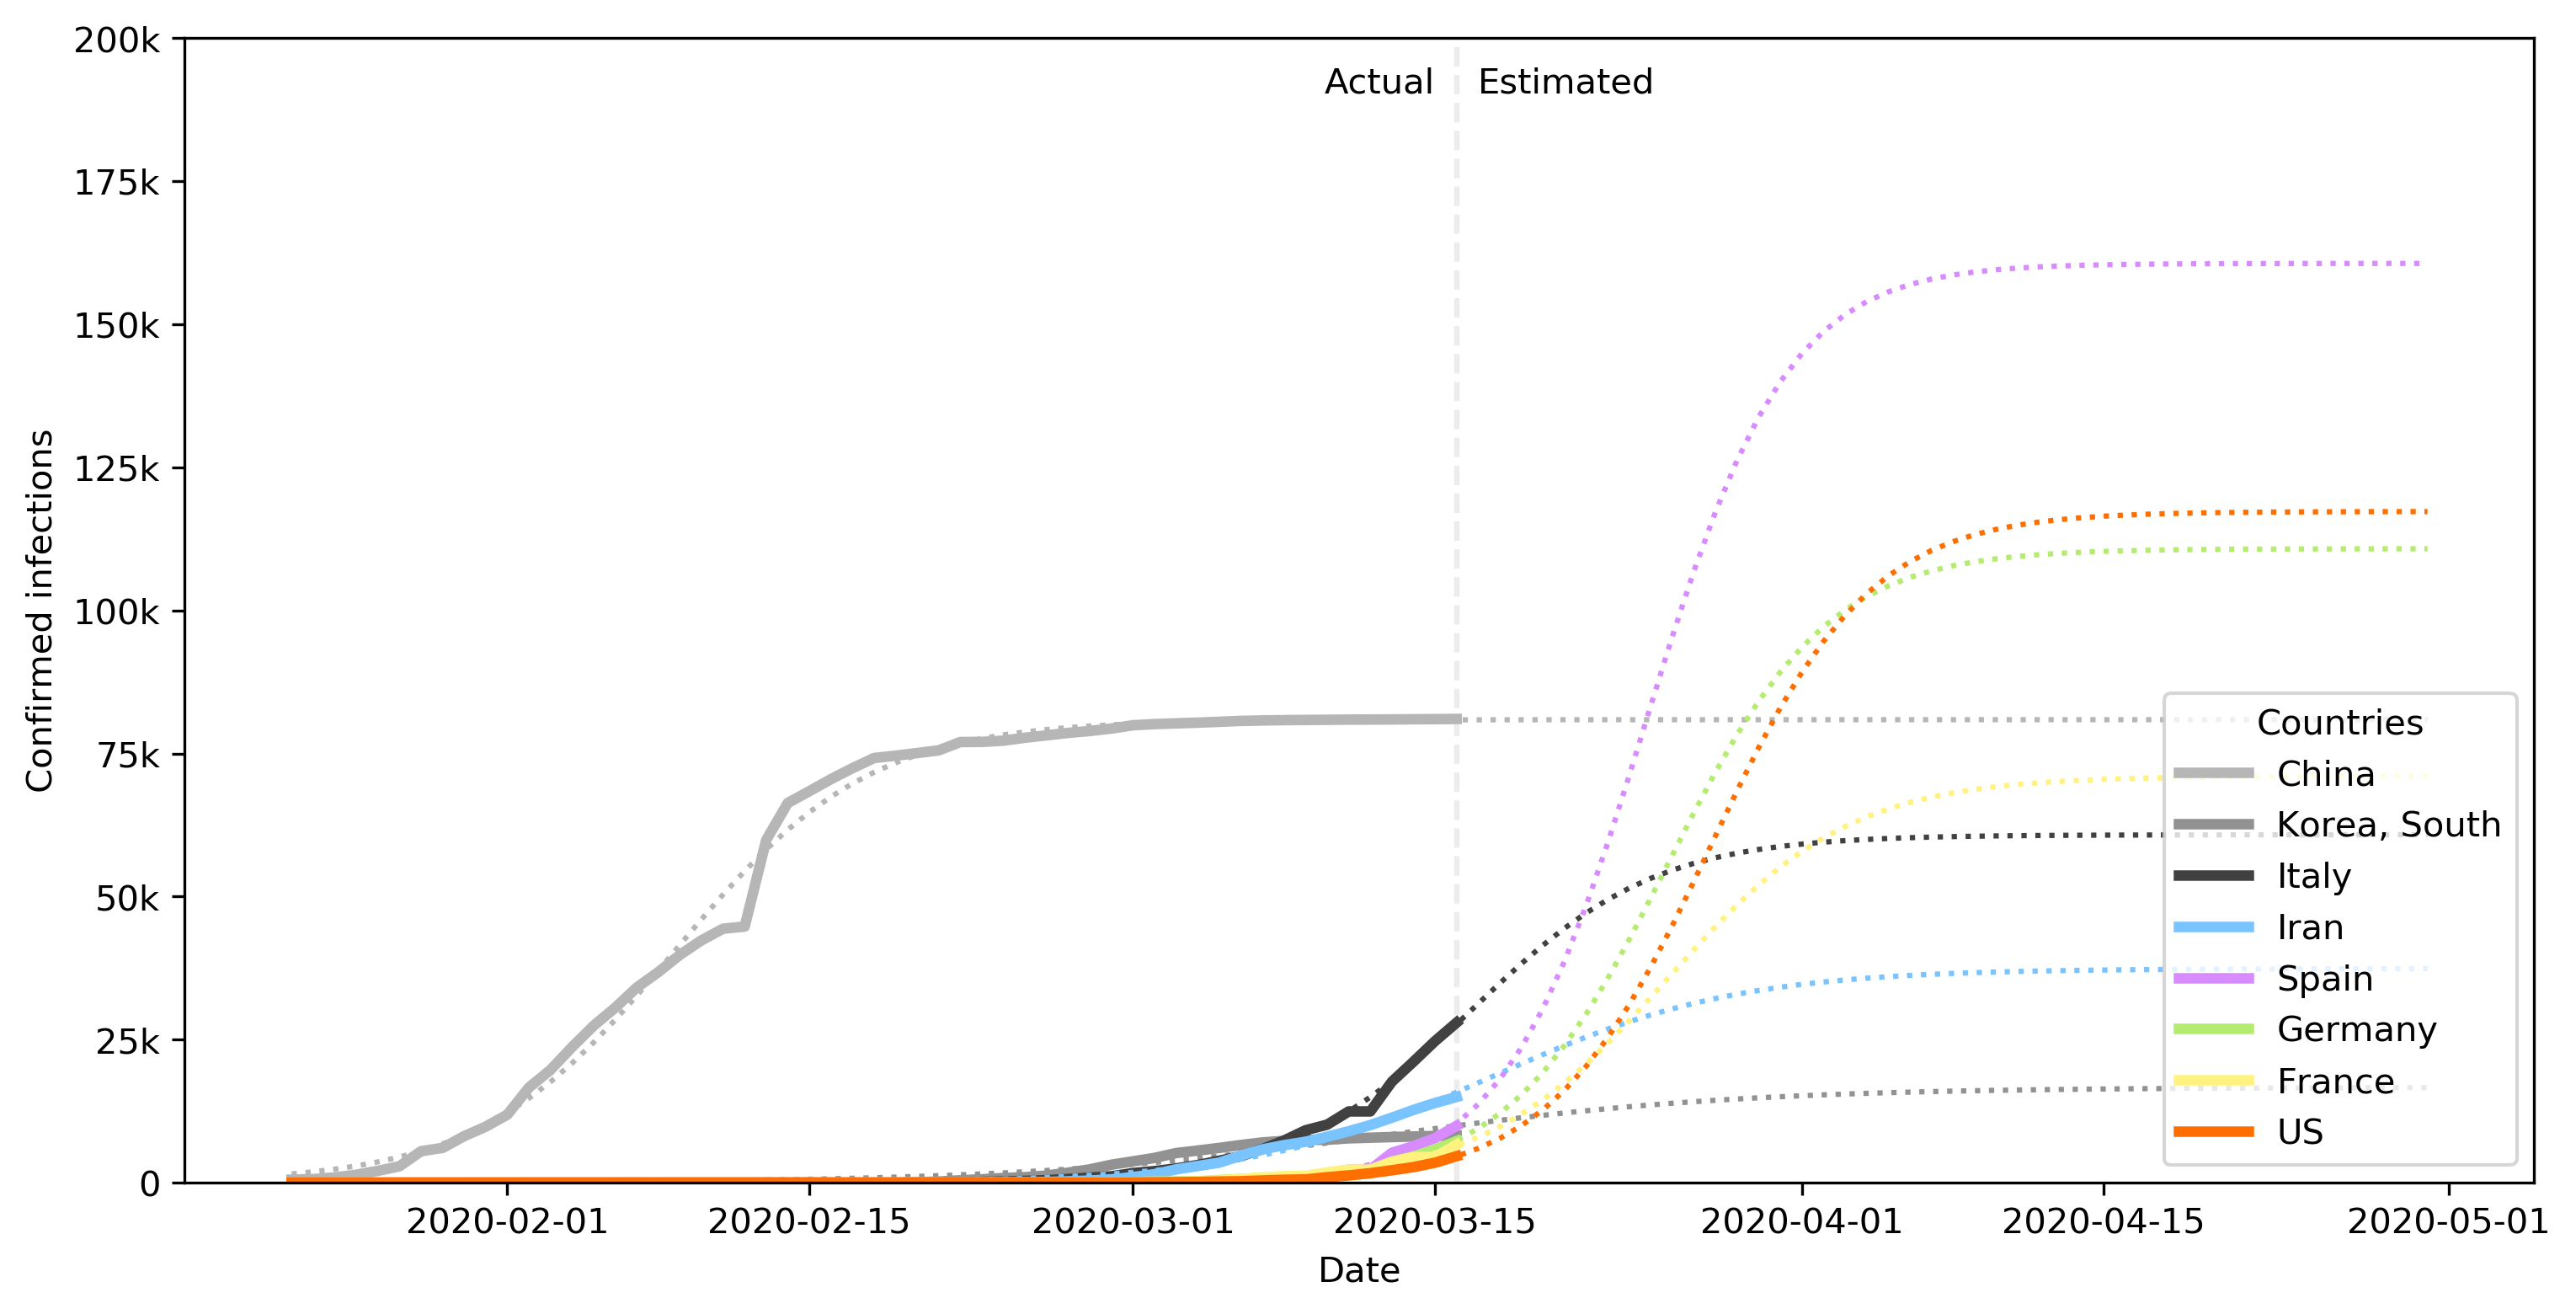 200k
175k
150k
125k
100k
75k
50k
25k
0
Confirmed infections
Actual
Estimated
Countries
China
Korea, South
Italy
Iran
Spain
Germany
France
US
2020-02-01
2020-02-15
2020-03-01
2020-03-15
2020-04-01
2020-04-15
2020-05-01
Date